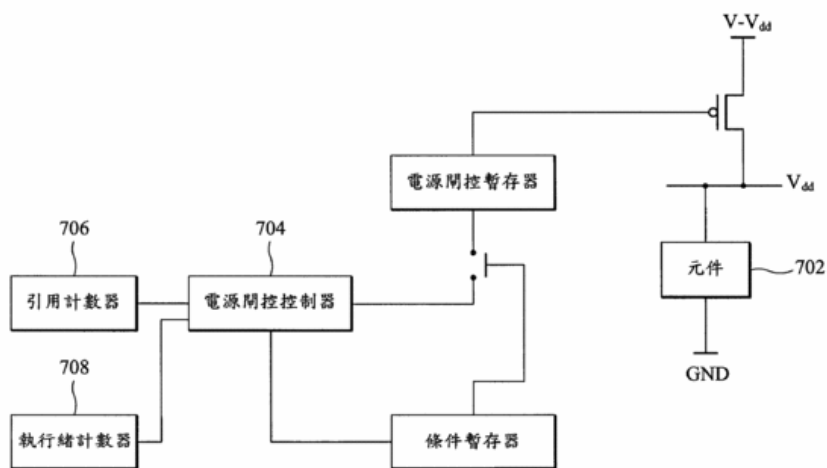 V-Vdd
電源閘控暫存器
Vdd
706
704
元件
702
引用計數器
電源閘控控制器
708
GND
執行緒計數器
條件暫存器